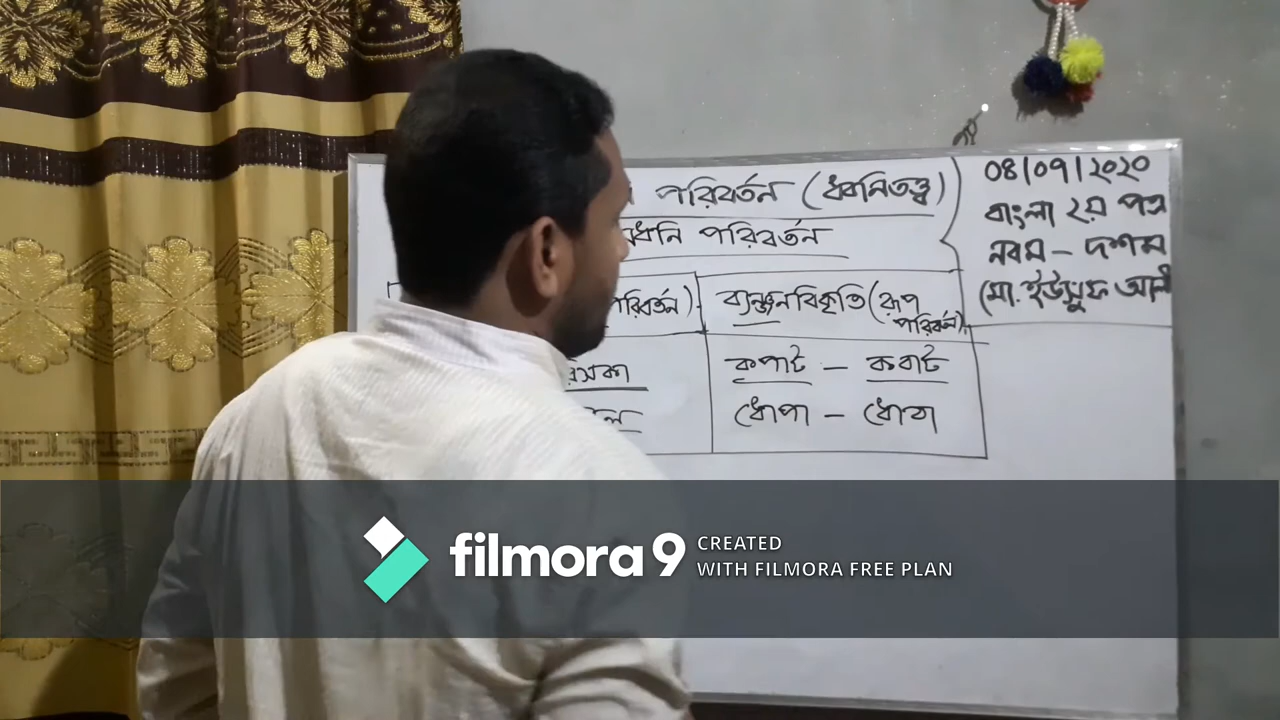 পরিবর্তন (ধ্বনিতত্ত্ব)
ধ্বনি পরিবর্তন
০৪/০৭/২০২০
বাংলা ২য় পত্র
নবম - দশম
মো. ইউসুফ আলী
পরিবর্তন)
ব্যঞ্জনবিকৃতি (রূপ
পরিবর্তন)
কপাট - কবাট
ধোপা - ধোবা
filmora 9
CREATED
WITH FILMORA FREE PLAN